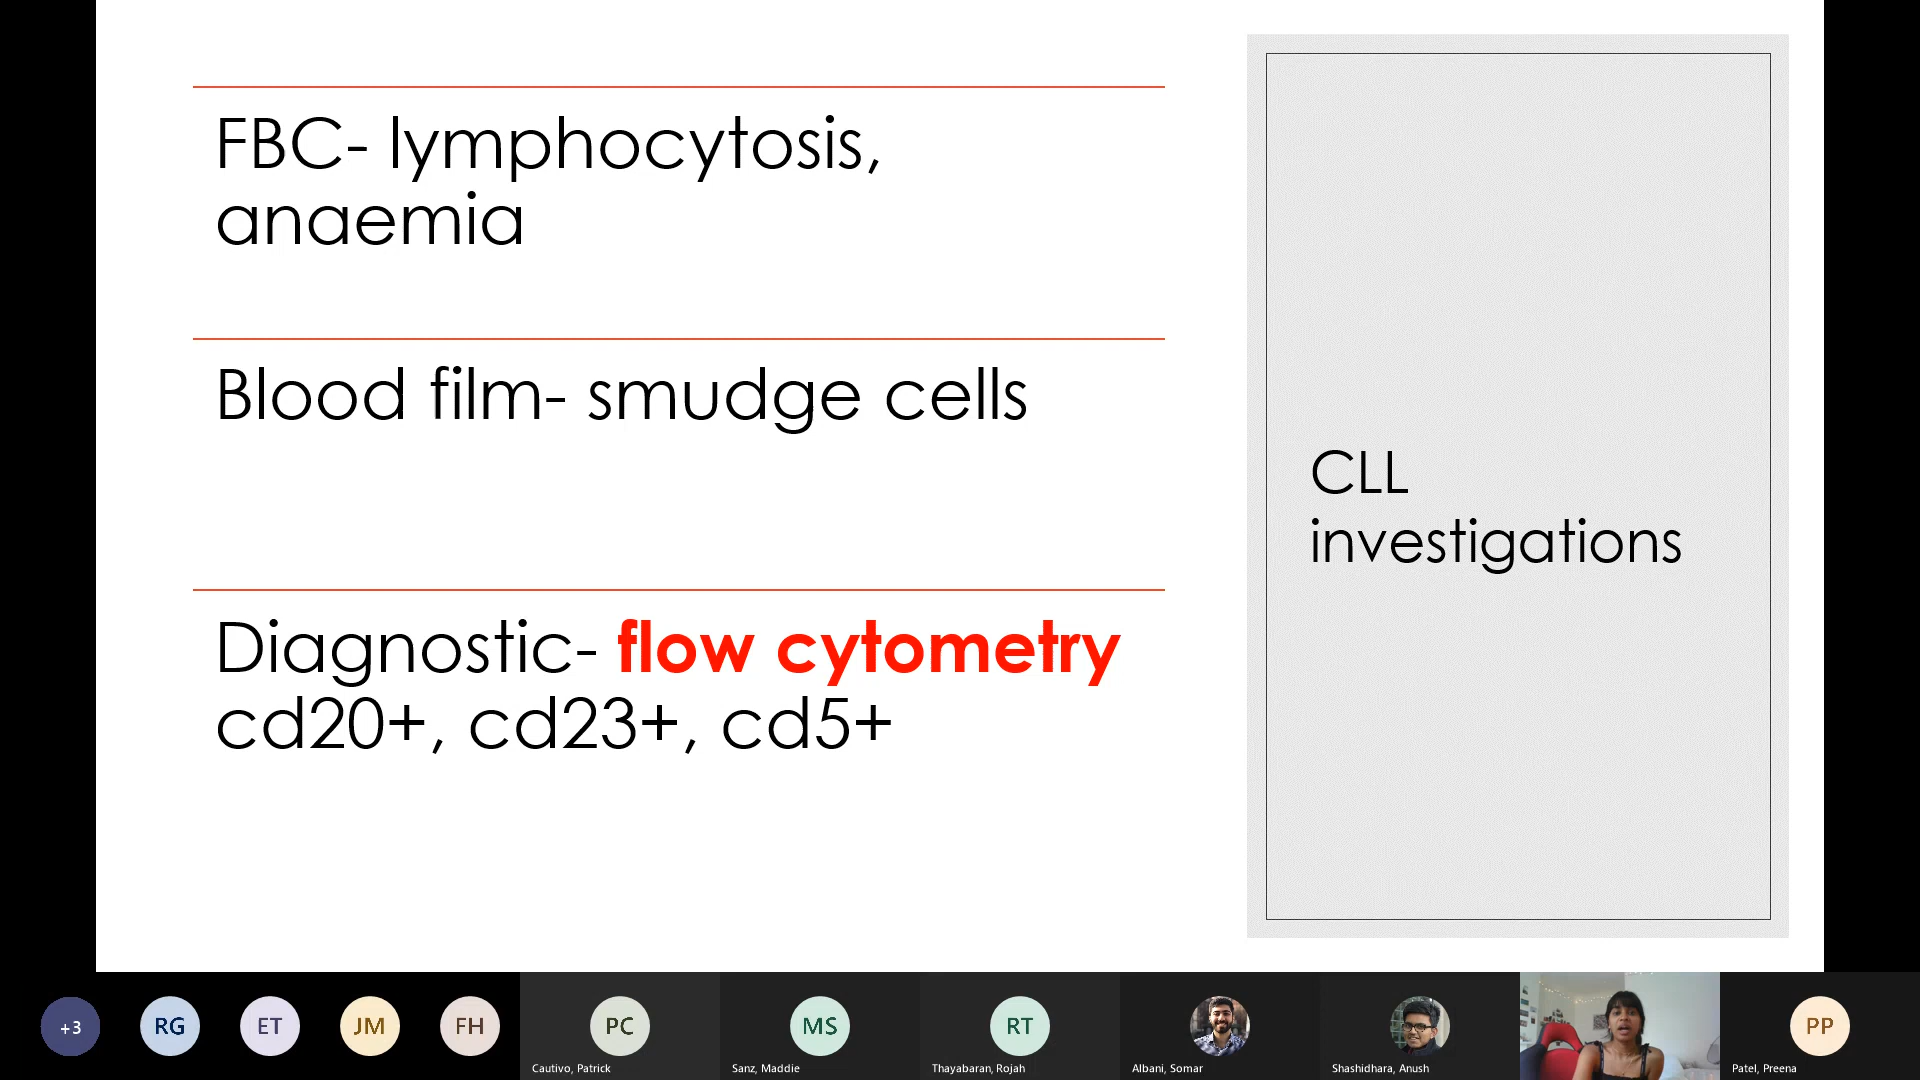 FBC- lymphocytosis,
anaemia
Blood film- smudge cells
Diagnostic- flow cytometry
cd20+, cd23+, cd5+
CLL
investigations
+3
RG
ET
JM
FH
PC
Cautivo, Patrick
MS
Sanz, Maddie
RT
Thayabaran, Rojah
Albani, Somar
Shashidhara, Anush
PP
Patel, Preena